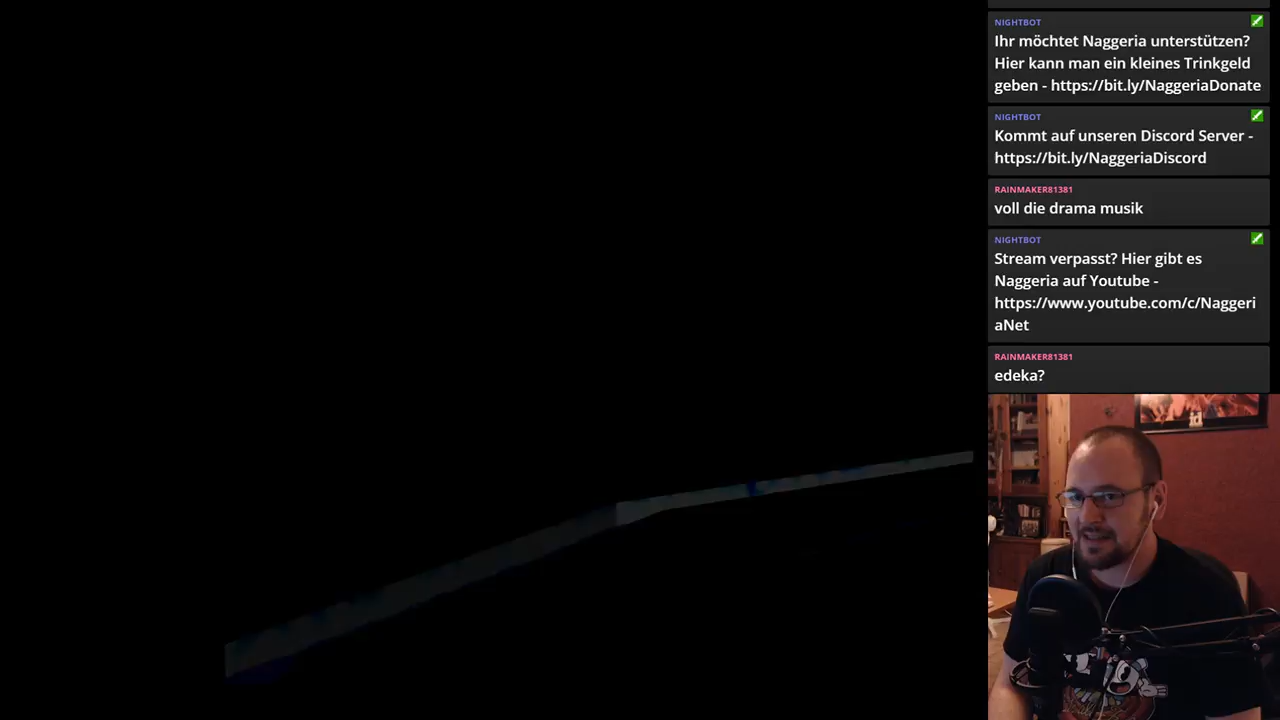 NIGHTBOT
Ihr möchtet Naggeria unterstützen?
Hier kann man ein kleines Trinkgeld
geben - https://bit.ly/NaggeriaDonate
NIGHTBOT
Kommt auf unseren Discord Server -
https://bit.ly/NaggeriaDiscord
RAINMAKER81381
voll die drama musik
NIGHTBOT
Stream verpasst? Hier gibt es
Naggeria auf Youtube -
https://www.youtube.com/c/Naggeri
aNet
RAINMAKER81381
edeka?